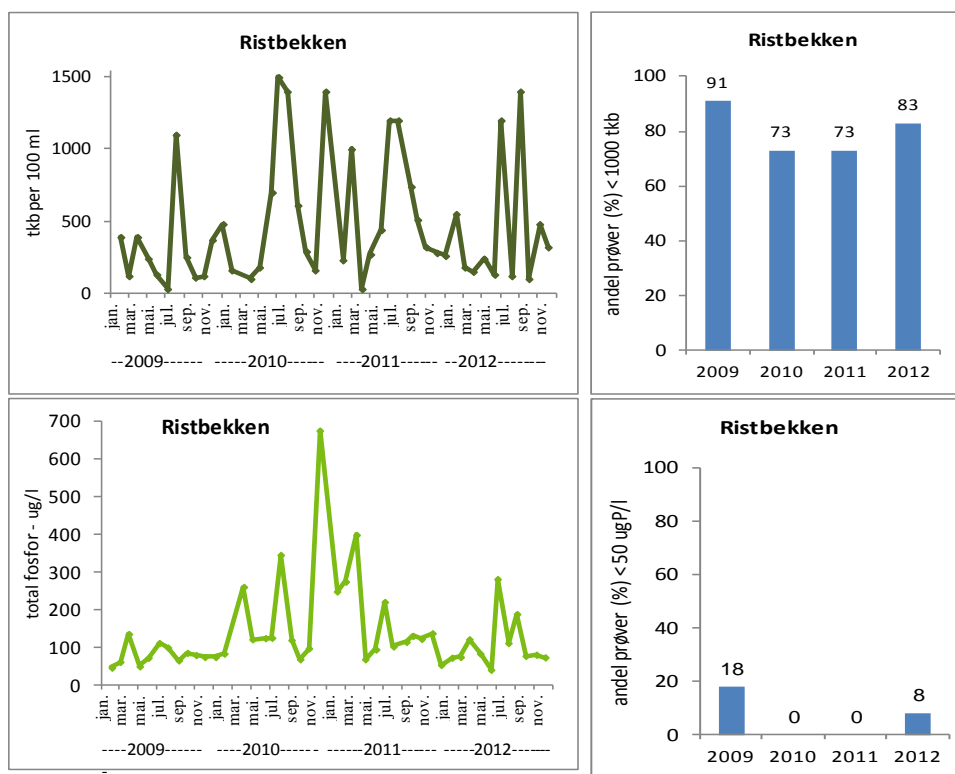 Ristbekken
tkb per 100 ml
1500
1000
500
0
jan. mar. mai. jul. sep. nov. jan. mar. mai. jul. sep. nov. jan. mar. mai. jul. sep. nov. jan. mar. mai. jul. sep. nov.
--2009------- -----2010------- ----2011------- --2012---------
Ristbekken
andel prøver (%) < 1000 tkb
100
80
60
40
20
0
91 73 73 83
2009 2010 2011 2012
Ristbekken
total fosfor - ug/l
700
600
500
400
300
200
100
0
jan. mar. mai. jul. sep. nov. jan. mar. mai. jul. sep. nov. jan. mar. mai. jul. sep. nov. jan. mar. mai. jul. sep. nov.
-----2009------- -----2010------- -----2011------- ----2012-------
Ristbekken
andel prøver (%) < 50 ugP/l
100
80
60
40
20
0
18 0 0 8
2009 2010 2011 2012